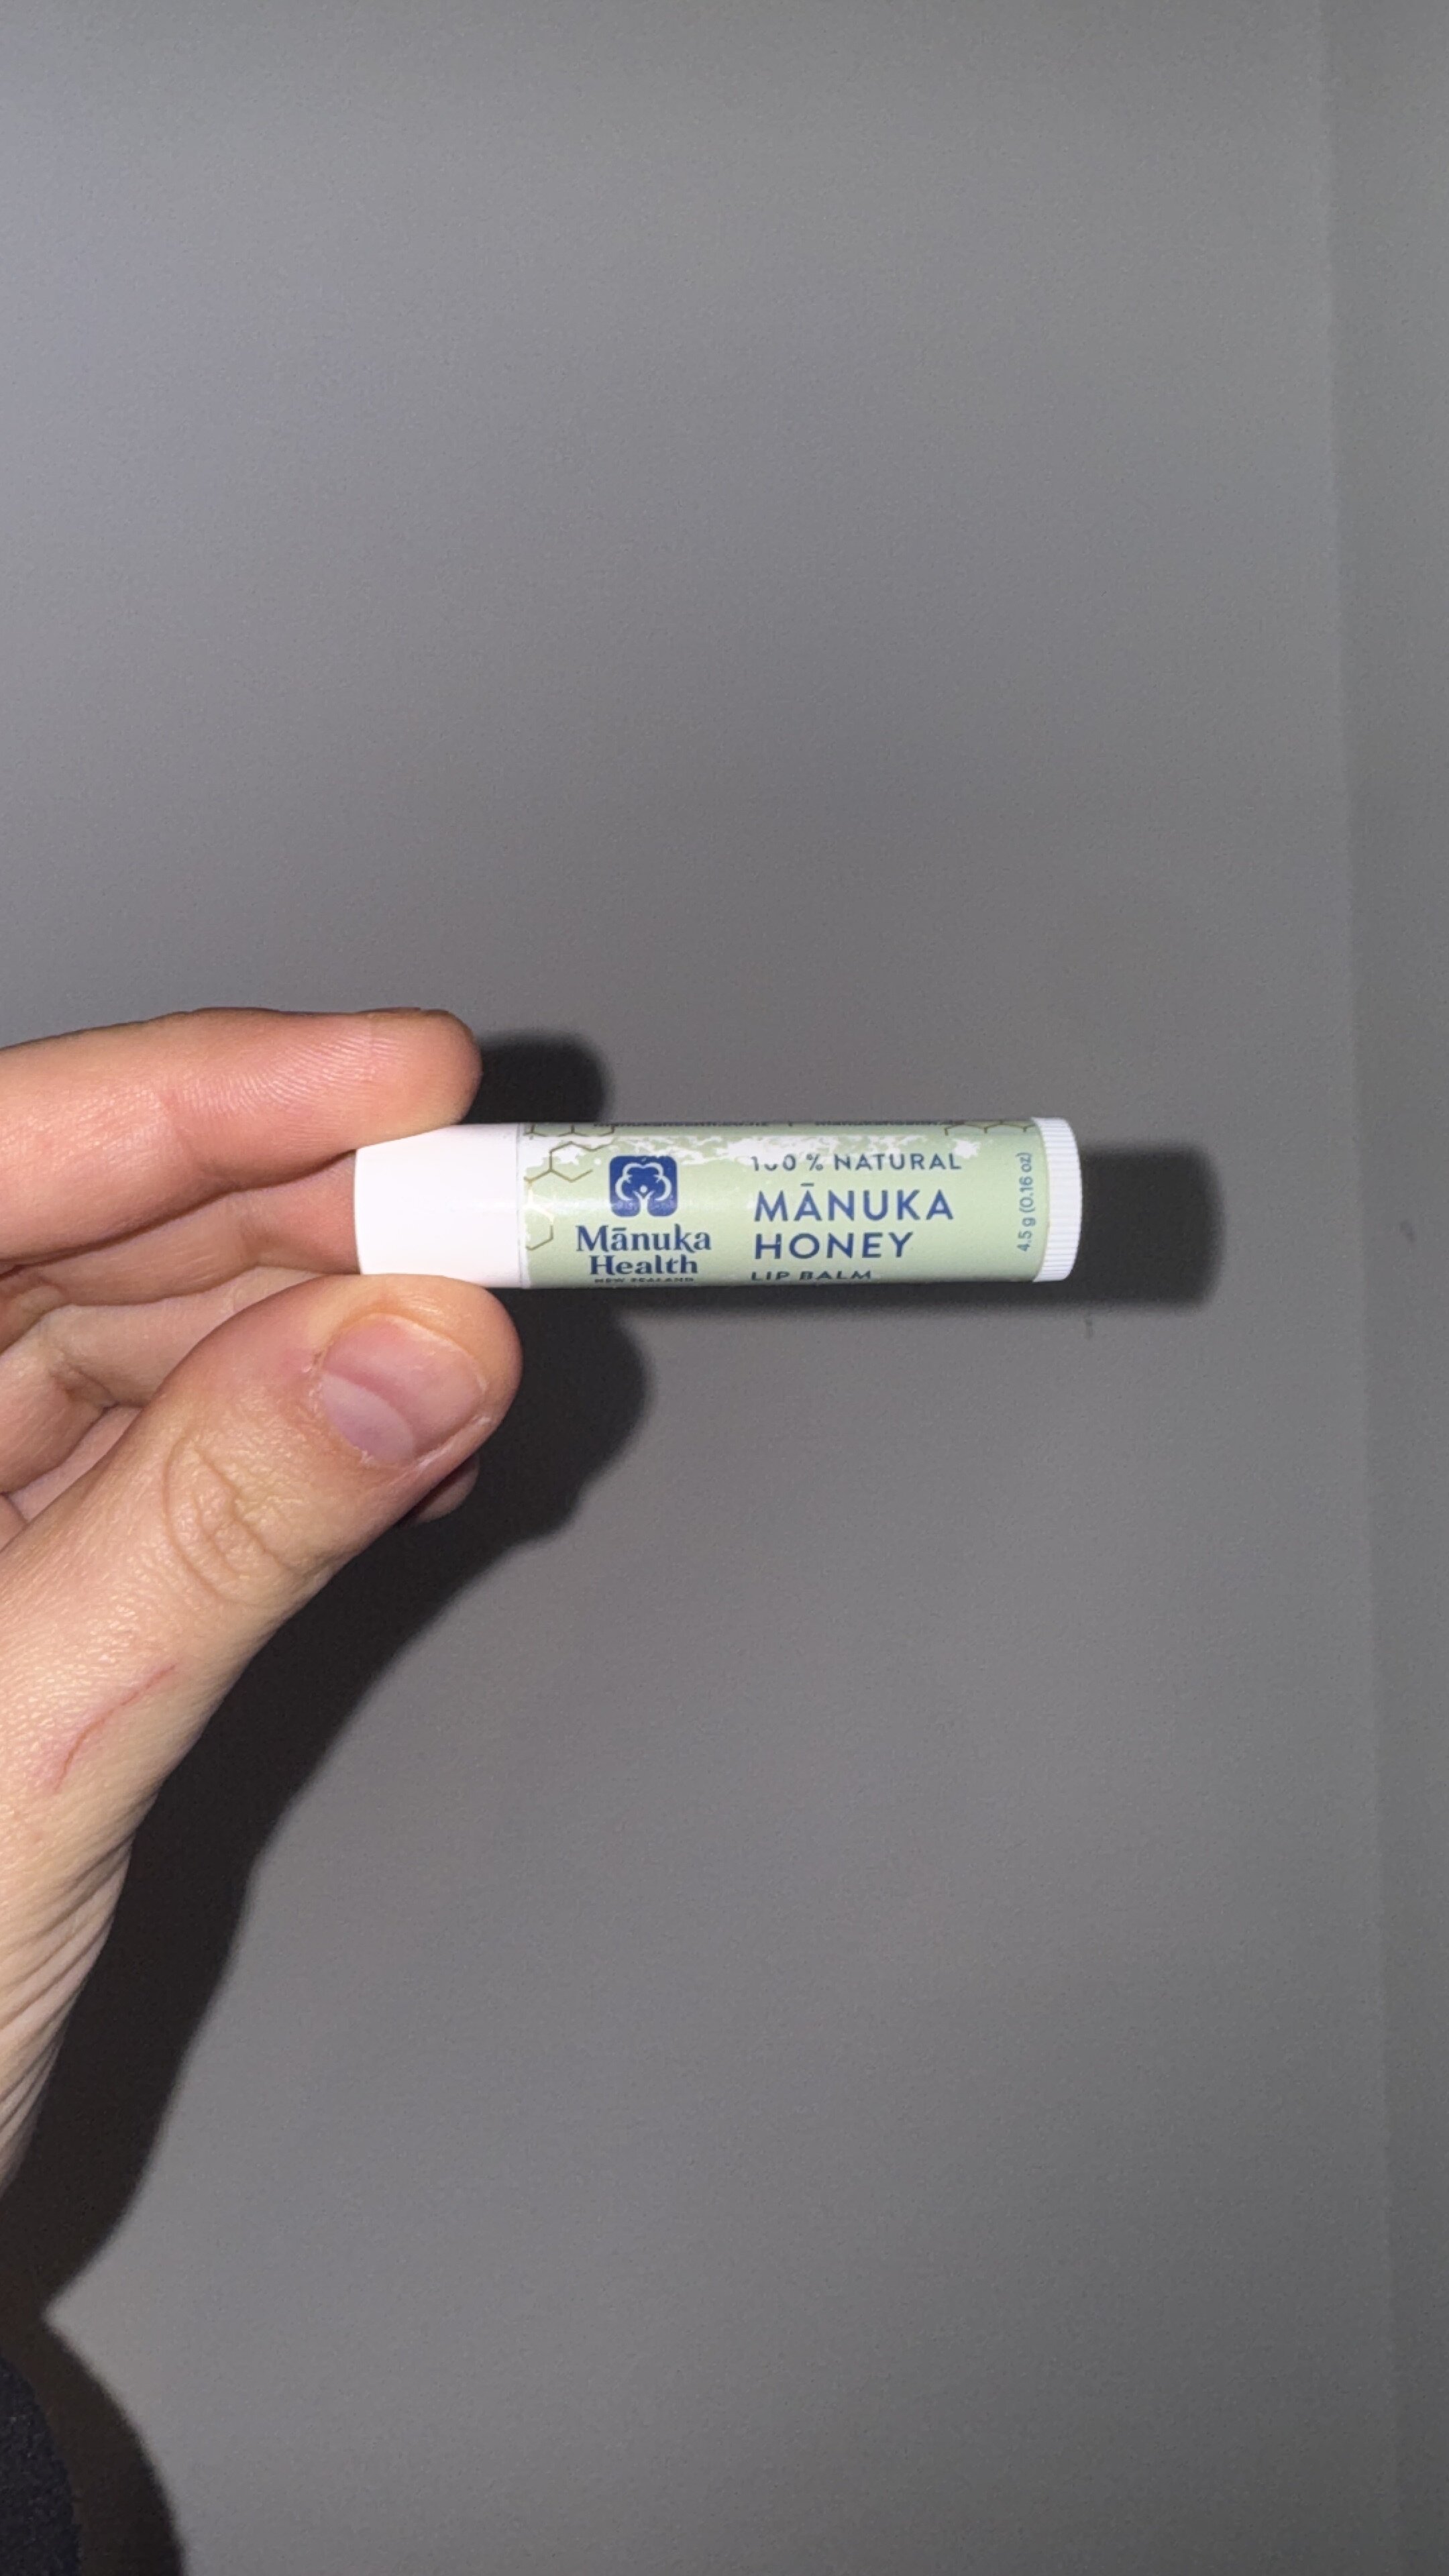 Mānuka
Health
NEW ZEALAND
100% NATURAL
MĀNUKA
HONEY
LIP BALM
4.5 g (0.16 oz)